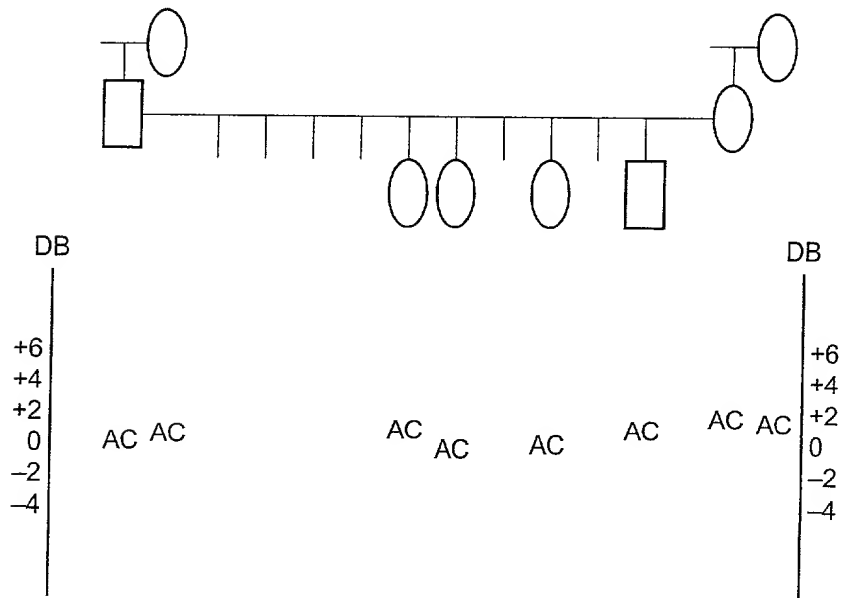 DB DB
+6 +6
+4 +4
+2 AC AC AC AC AC AC +2
0 AC AC 0
–2 –2
–4 –4